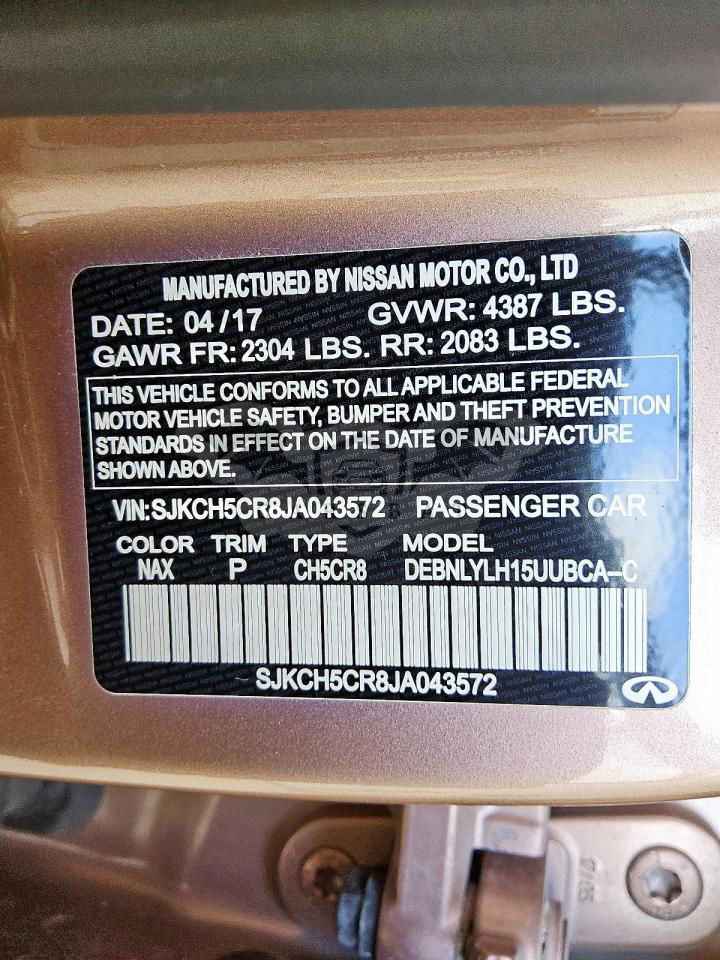 MANUFACTURED BY NISSAN MOTOR CO., LTD
DATE: 04/17 GVWR: 4387 LBS.
GAWR FR: 2304 LBS. RR: 2083 LBS.
THIS VEHICLE CONFORMS TO ALL APPLICABLE FEDERAL
MOTOR VEHICLE SAFETY, BUMPER AND THEFT PREVENTION
STANDARDS IN EFFECT ON THE DATE OF MANUFACTURE
SHOWN ABOVE.
VIN: SJKCH5CR8JA043572 PASSENGER CAR
COLOR TRIM TYPE MODEL
NAX P CH5CR8 DEBNLYLH15UUBCA-C
SJKCH5CR8JA043572
17/05